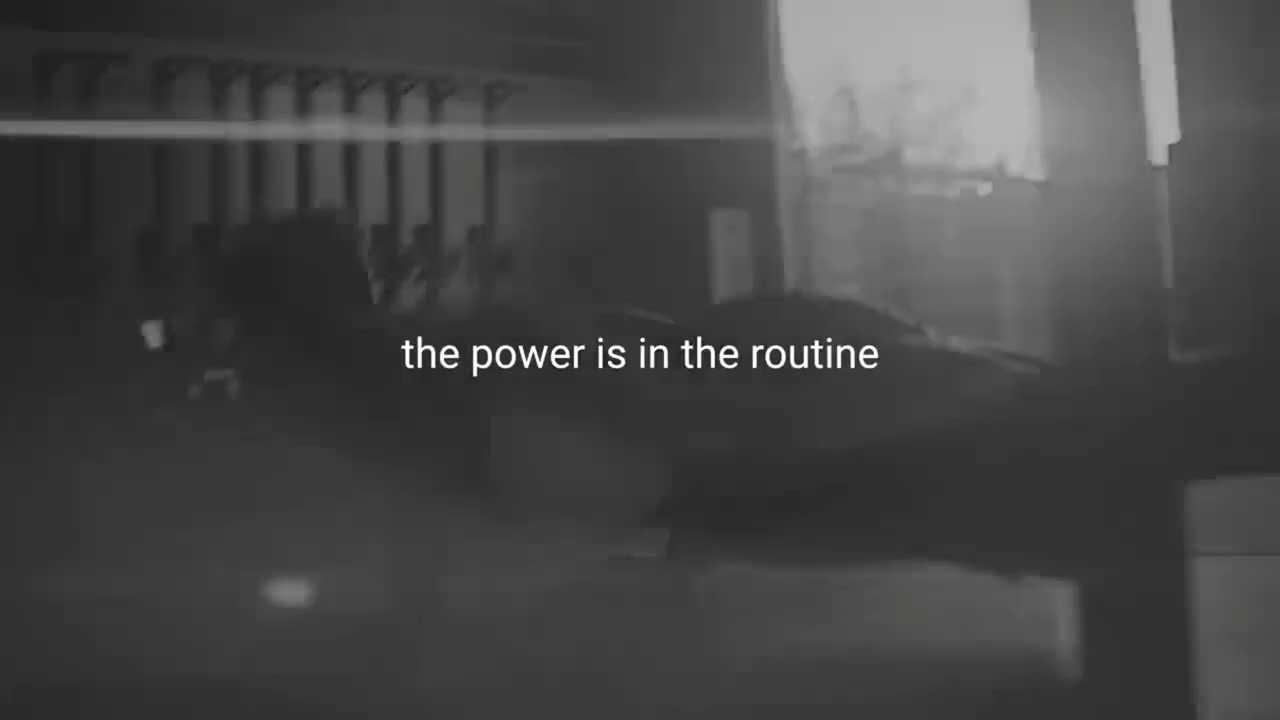 the power is in the routine